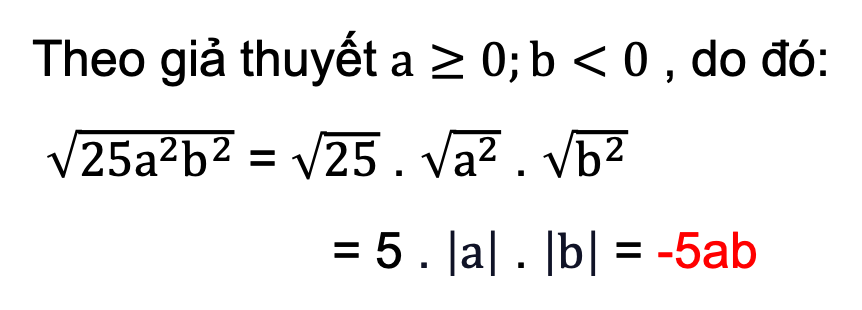 Theo giả thuyết a ≥ 0; b < 0 , do đó:
√25a²b² = √25 . √a² . √b²
= 5 . |a| . |b| = -5ab